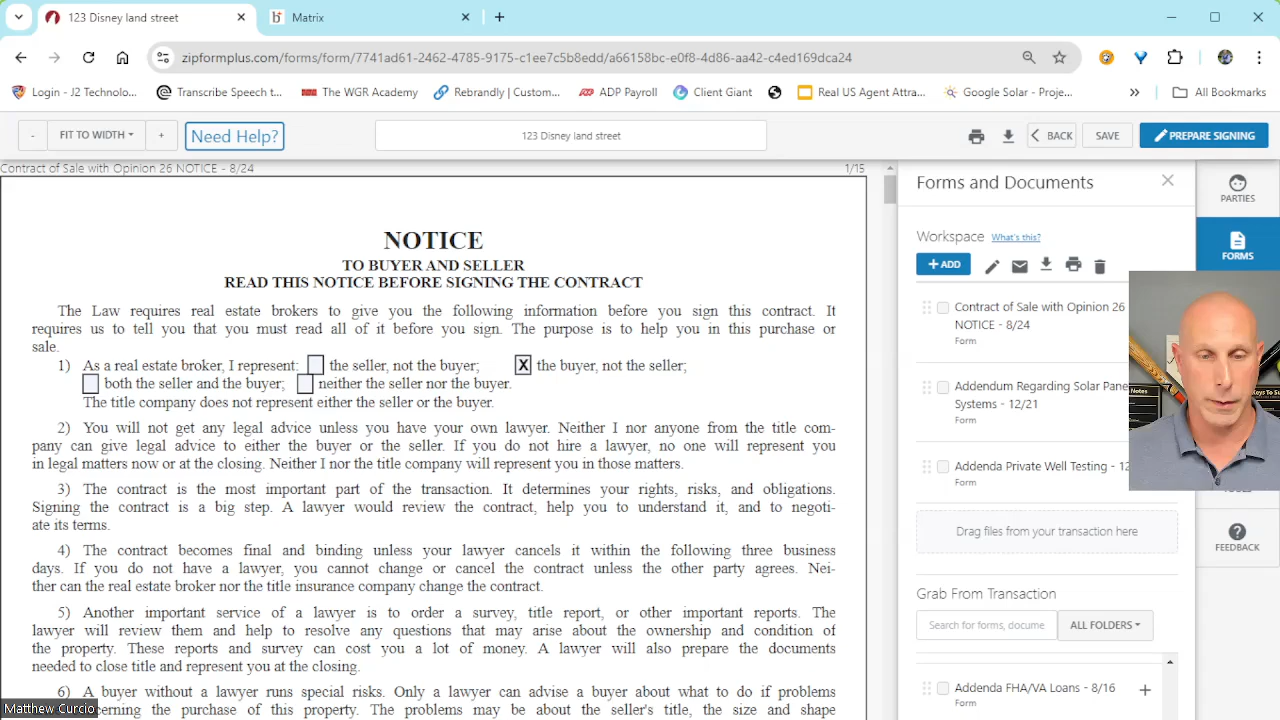 123 Disney land street
Matrix
zipformplus.com/forms/form/7741ad61-2462-4785-9175-c1ee7c5b8edd/a66158bc-e0f8-4d86-aa42-c4ed169dca24
Login - J2 Technolo...
Transcribe Speech t...
The WGR Academy
Rebrandly | Custom...
ADP Payroll
Client Giant
Real US Agent Attra...
Google Solar - Proje...
All Bookmarks
- FIT TO WIDTH +
Need Help?
123 Disney land street
BACK
SAVE
PREPARE SIGNING
Contract of Sale with Opinion 26 NOTICE - 8/24
1/15
NOTICE
TO BUYER AND SELLER
READ THIS NOTICE BEFORE SIGNING THE CONTRACT
The Law requires real estate brokers to give you the following information before you sign this contract. It
requires us to tell you that you must read all of it before you sign. The purpose is to help you in this purchase or
sale.
1) As a real estate broker, I represent: the seller, not the buyer; X the buyer, not the seller;
both the seller and the buyer; neither the seller nor the buyer.
The title company does not represent either the seller or the buyer.
2) You will not get any legal advice unless you have your own lawyer. Neither I nor anyone from the title com-
pany can give legal advice to either the buyer or the seller. If you do not hire a lawyer, no one will represent you
in legal matters now or at the closing. Neither I nor the title company will represent you in those matters.
3) The contract is the most important part of the transaction. It determines your rights, risks, and obligations.
Signing the contract is a big step. A lawyer would review the contract, help you to understand it, and to negoti-
ate its terms.
4) The contract becomes final and binding unless your lawyer cancels it within the following three business
days. If you do not have a lawyer, you cannot change or cancel the contract unless the other party agrees. Nei-
ther can the real estate broker nor the title insurance company change the contract.
5) Another important service of a lawyer is to order a survey, title report, or other important reports. The
lawyer will review them and help to resolve any questions that may arise about the ownership and condition of
the property. These reports and survey can cost you a lot of money. A lawyer will also prepare the documents
needed to close title and represent you at the closing.
6) A buyer without a lawyer runs special risks. Only a lawyer can advise a buyer about what to do if problems
cerning the purchase of this property. The problems may be about the seller's title, the size and shape
Matthew Curcio
Forms and Documents
Workspace What's this?
+ ADD
Contract of Sale with Opinion 26
NOTICE - 8/24
Form
Addendum Regarding Solar Pane
Systems - 12/21
Form
Addenda Private Well Testing - 12
Form
Drag files from your transaction here
Grab From Transaction
Search for forms, docume
ALL FOLDERS
Addenda FHA/VA Loans - 8/16
Form
PARTIES
FORMS
Notes
Keys To Su
FEEDBACK